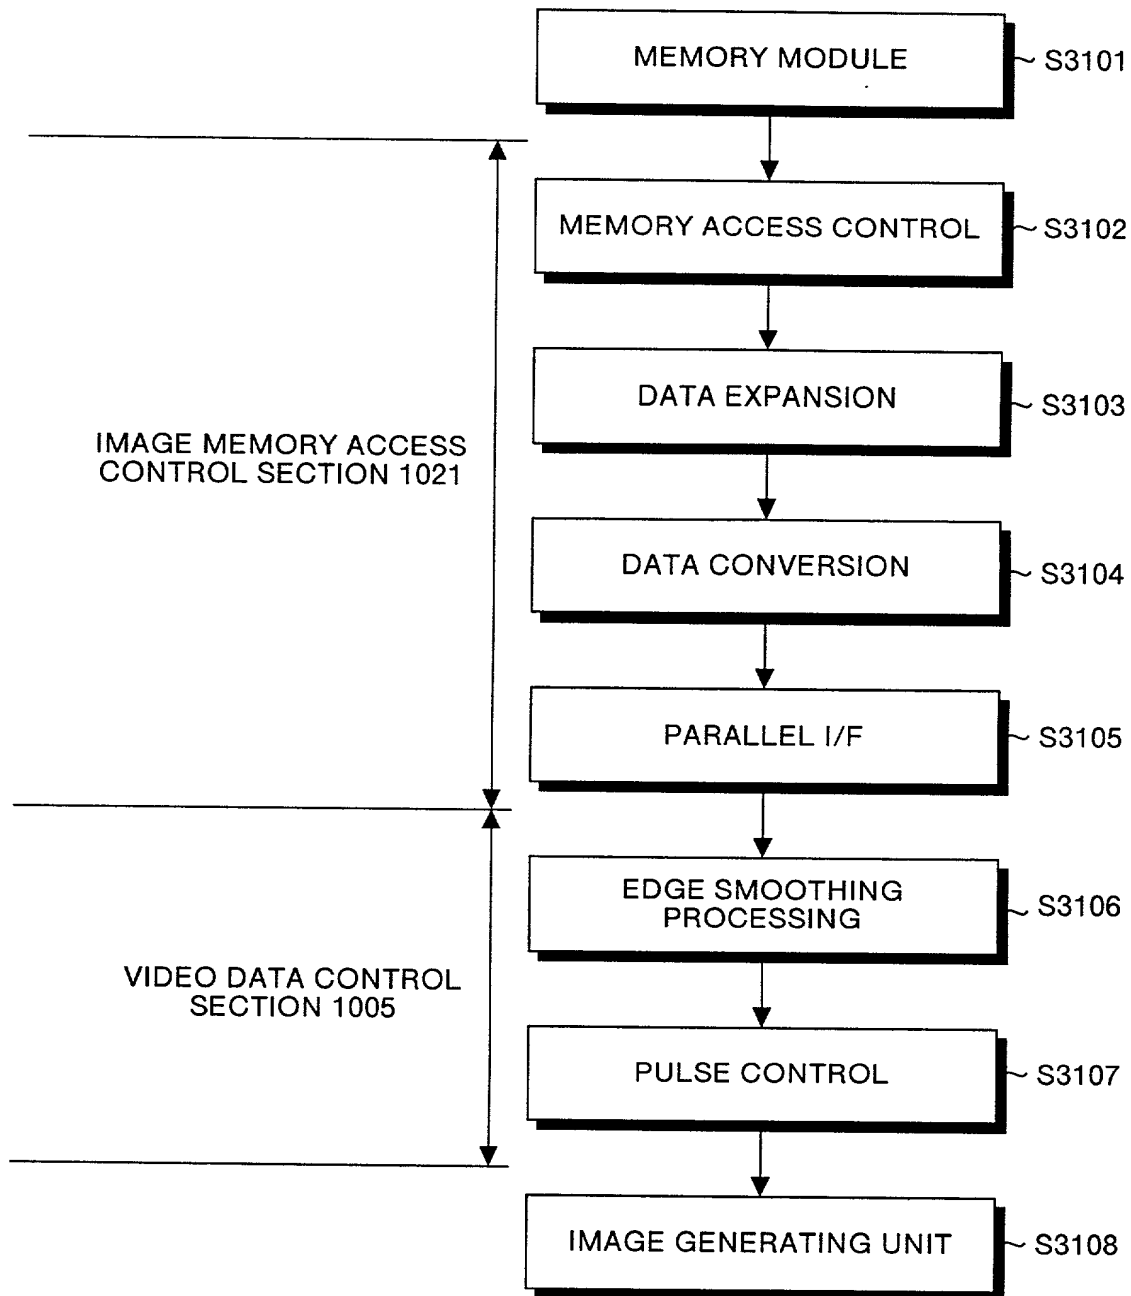 MEMORY MODULE
S3101
MEMORY ACCESS CONTROL
S3102
DATA EXPANSION
S3103
IMAGE MEMORY ACCESS
CONTROL SECTION 1021
DATA CONVERSION
S3104
PARALLEL I/F
S3105
EDGE SMOOTHING
PROCESSING
S3106
VIDEO DATA CONTROL
SECTION 1005
PULSE CONTROL
S3107
IMAGE GENERATING UNIT
S3108